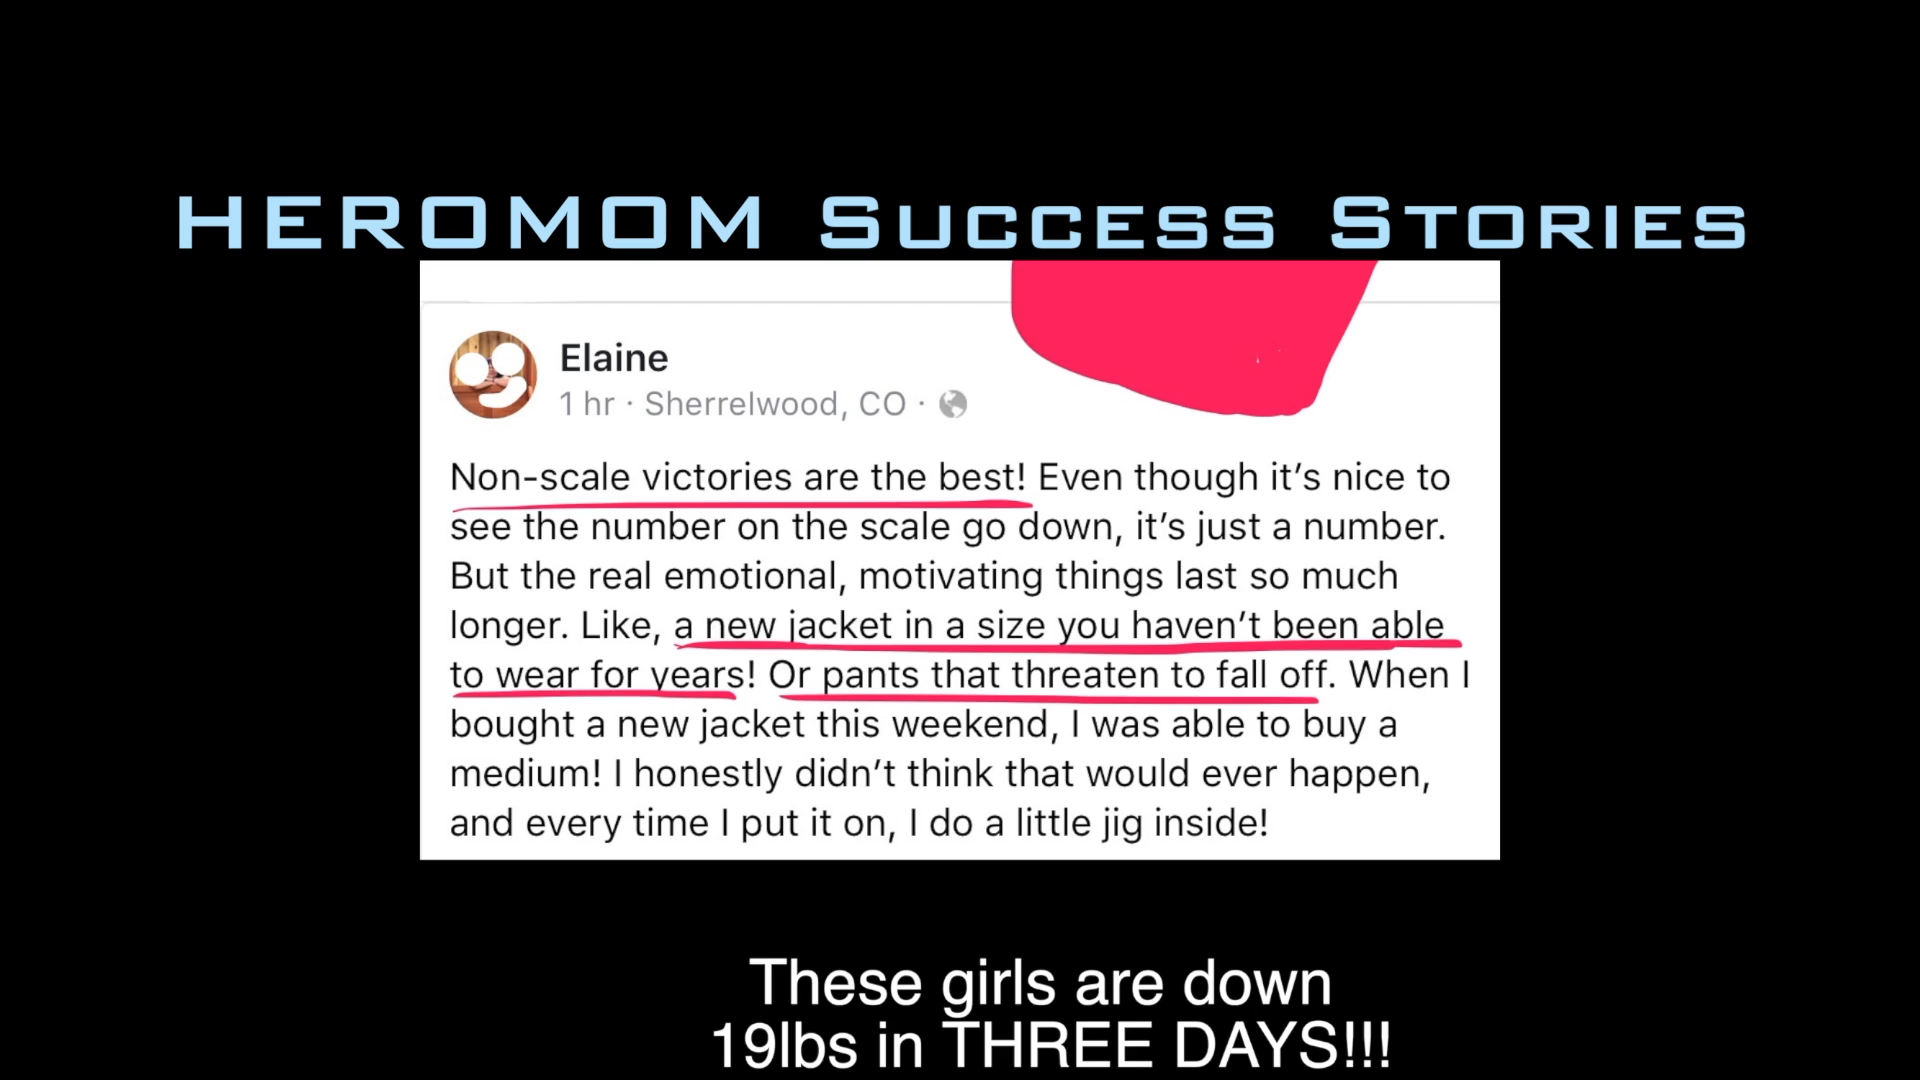 HEROMOM SUCCESS STORIES
Elaine
1 hr · Sherrelwood, CO ·
Non-scale victories are the best! Even though it’s nice to
see the number on the scale go down, it’s just a number.
But the real emotional, motivating things last so much
longer. Like, a new jacket in a size you haven’t been able
to wear for years! Or pants that threaten to fall off. When I
bought a new jacket this weekend, I was able to buy a
medium! I honestly didn’t think that would ever happen,
and every time I put it on, I do a little jig inside!
These girls are down
19lbs in THREE DAYS!!!